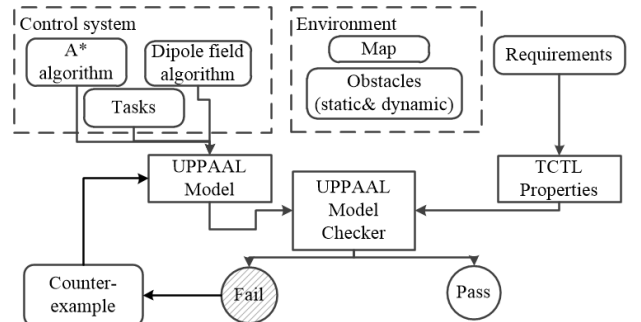 Control system
A*
algorithm
Dipole field
algorithm
Tasks
Environment
Map
Obstacles
(static& dynamic)
Requirements
UPPAAL
Model
UPPAAL
Model
Checker
TCTL
Properties
Counter-
example
Fail
Pass